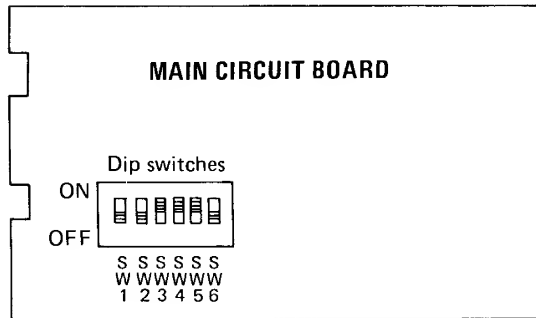 MAIN CIRCUIT BOARD
Dip switches
ON
OFF
S S S S S S
W W W W W W
1 2 3 4 5 6